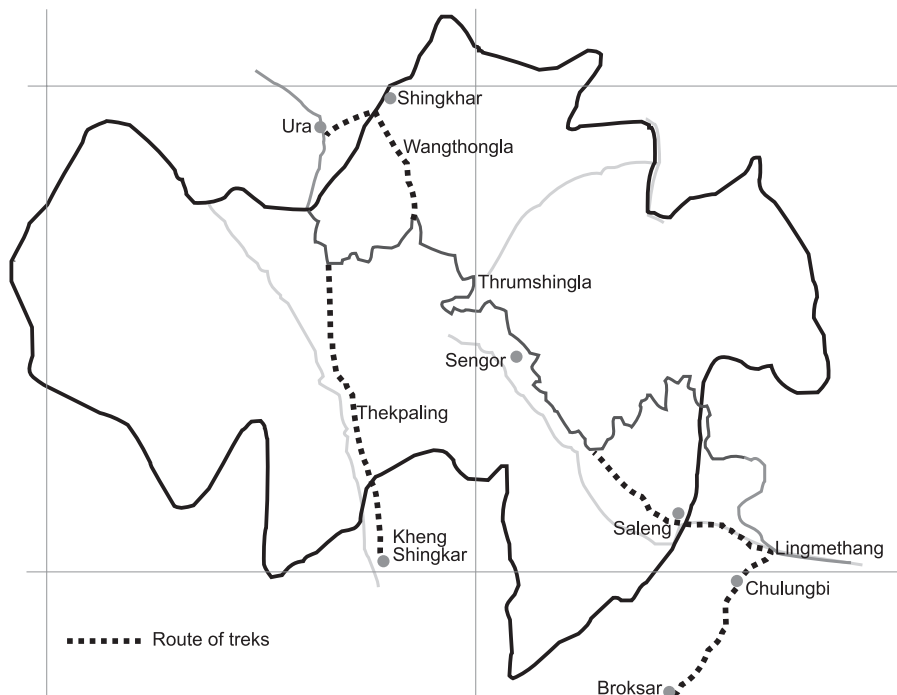 Shingkhar
Ura
Wangthongla
Thrumshingla
Sengor
Thekpaling
Saleng
Kheng
Shingkar
Lingmethang
Chulungbi
Route of treks
Broksar